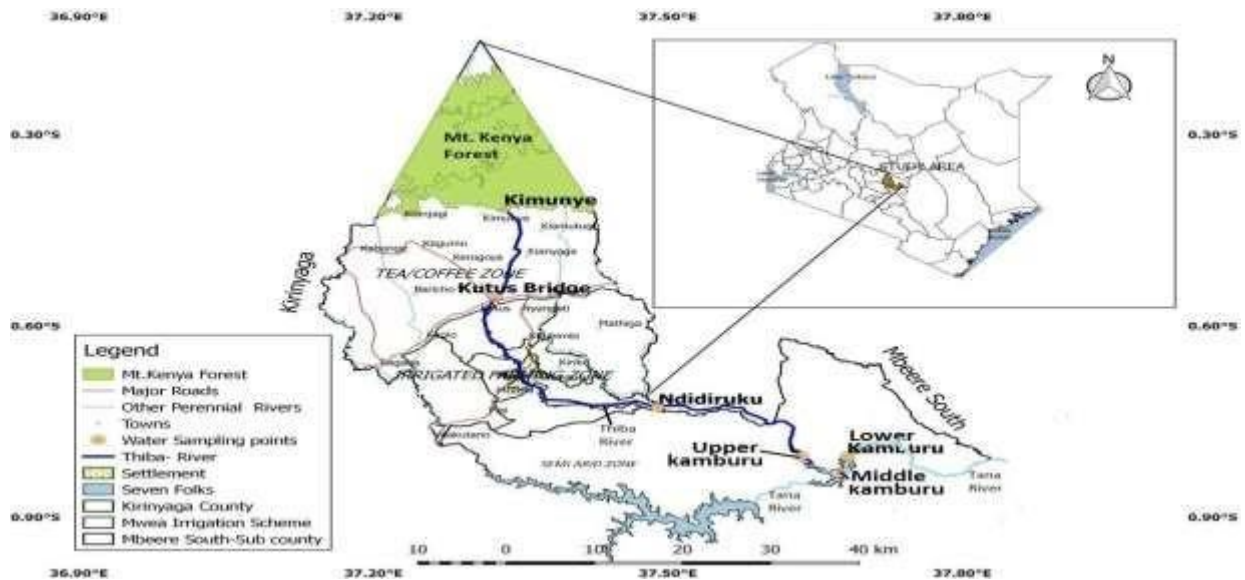 36.90°E 37.20°E 37.50°E 37.80°E
N
0.30°S 0.30°S
Mt. Kenya
Forest
STUDY AREA
Kimunye
Kimunye
Kianyaga
Kerugoya
TEA/COFFEE ZONE
Baricho
Kutus Bridge
Kirinyaga
0.60°S 0.60°S
IRRIGATED FARMING ZONE
Mbeere South
Ndidiruku
Thiba
River
Upper
kamburu
Lower
Kamburu
Middle
kamburu
SEMI ARID ZONE
Tana
River
Tana
River
Legend
Mt.Kenya Forest
Major Roads
Other Perennial Rivers
Towns
Water Sampling points
Thiba- River
Settlement
Seven Folks
Kirinyaga County
Mwea Irrigation Scheme
Mbeere South-Sub county
0.90°S 0.90°S
10 0 10 20 30 40 km
36.90°E 37.20°E 37.50°E 37.80°E